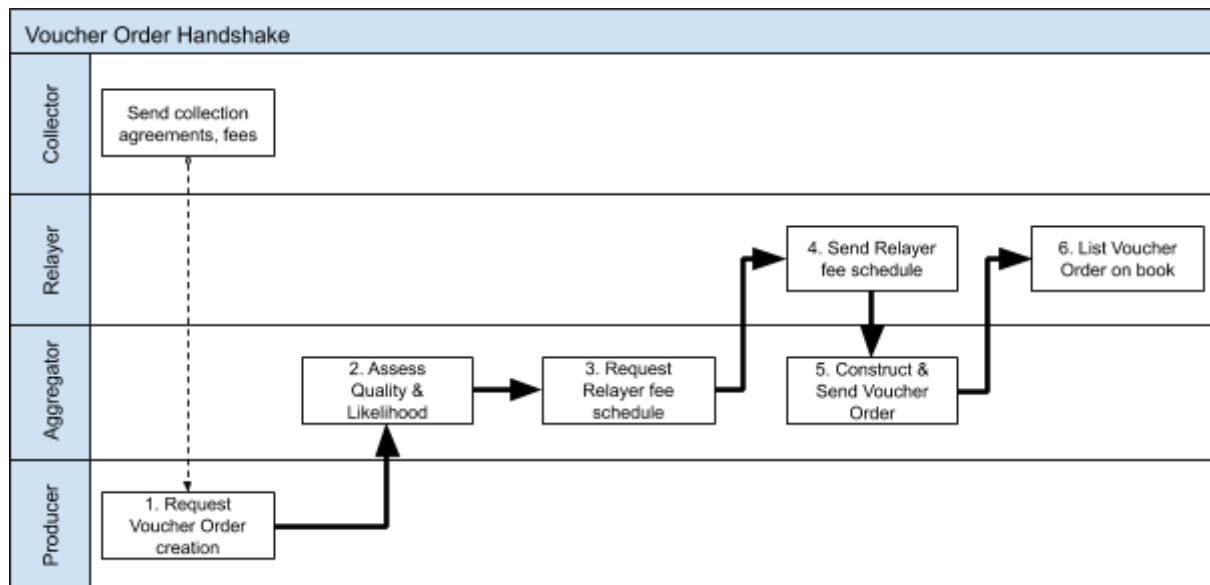 Voucher Order Handshake
Collector
Send collection
agreements, fees
Relayer
4. Send Relayer
fee schedule
6. List Voucher
Order on book
Aggregator
2. Assess
Quality &
Likelihood
3. Request
Relayer fee
schedule
5. Construct &
Send Voucher
Order
Producer
1. Request
Voucher Order
creation